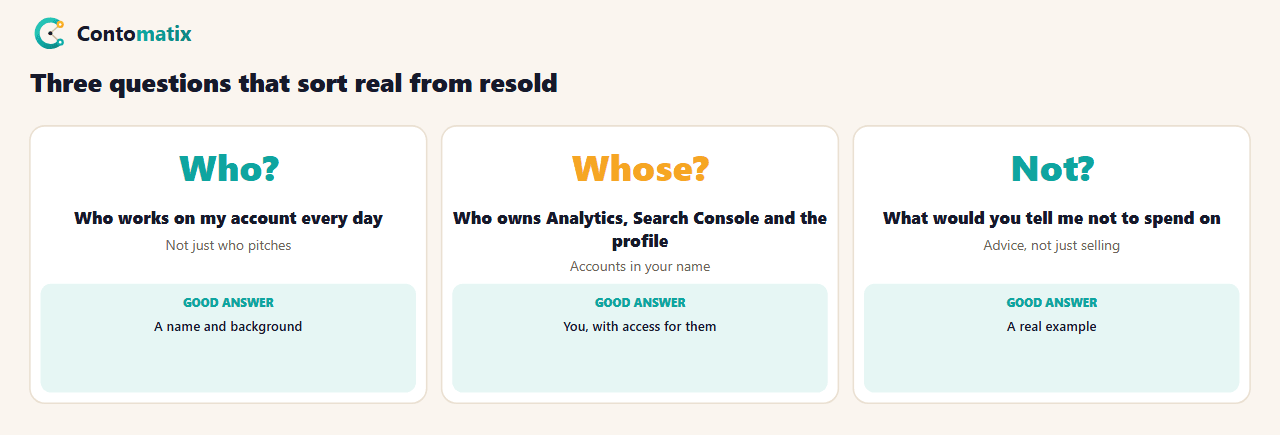 Contomatix
Three questions that sort real from resold
Who?
Who works on my account every day
Not just who pitches
GOOD ANSWER
A name and background
Whose?
Who owns Analytics, Search Console and the
profile
Accounts in your name
GOOD ANSWER
You, with access for them
Not?
What would you tell me not to spend on
Advice, not just selling
GOOD ANSWER
A real example